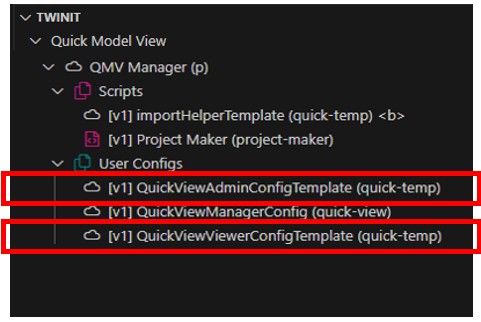 TWINIT
Quick Model View
QMV Manager (p)
Scripts
[v1] importHelperTemplate (quick-temp) <b>
[v1] Project Maker (project-maker)
User Configs
[v1] QuickViewAdminConfigTemplate (quick-temp)
[v1] QuickViewManagerConfig (quick-view)
[v1] QuickViewViewerConfigTemplate (quick-temp)